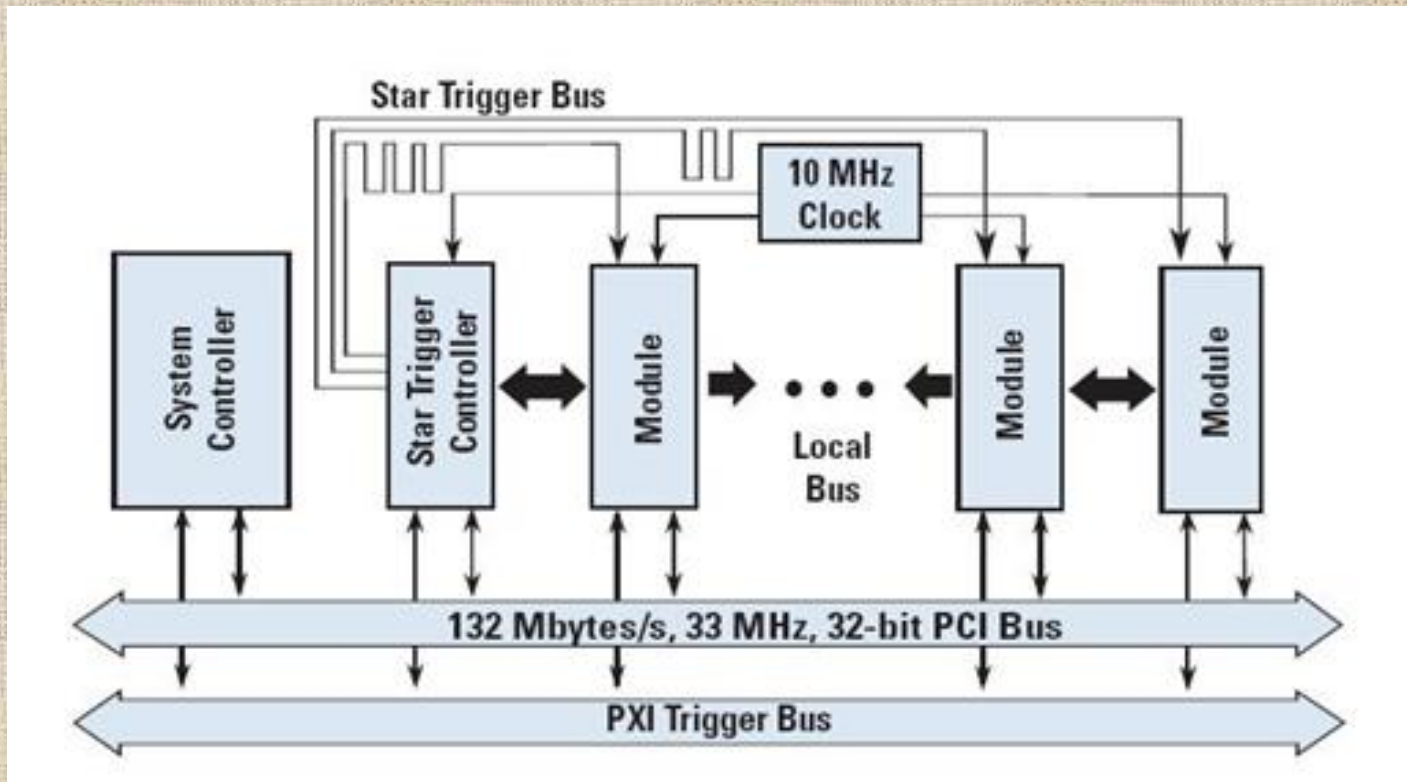 Star Trigger Bus
10 MHz
Clock
System
Controller
Star Trigger
Controller
Module
Local
Bus
Module
Module
132 Mbytes/s, 33 MHz, 32-bit PCI Bus
PXI Trigger Bus